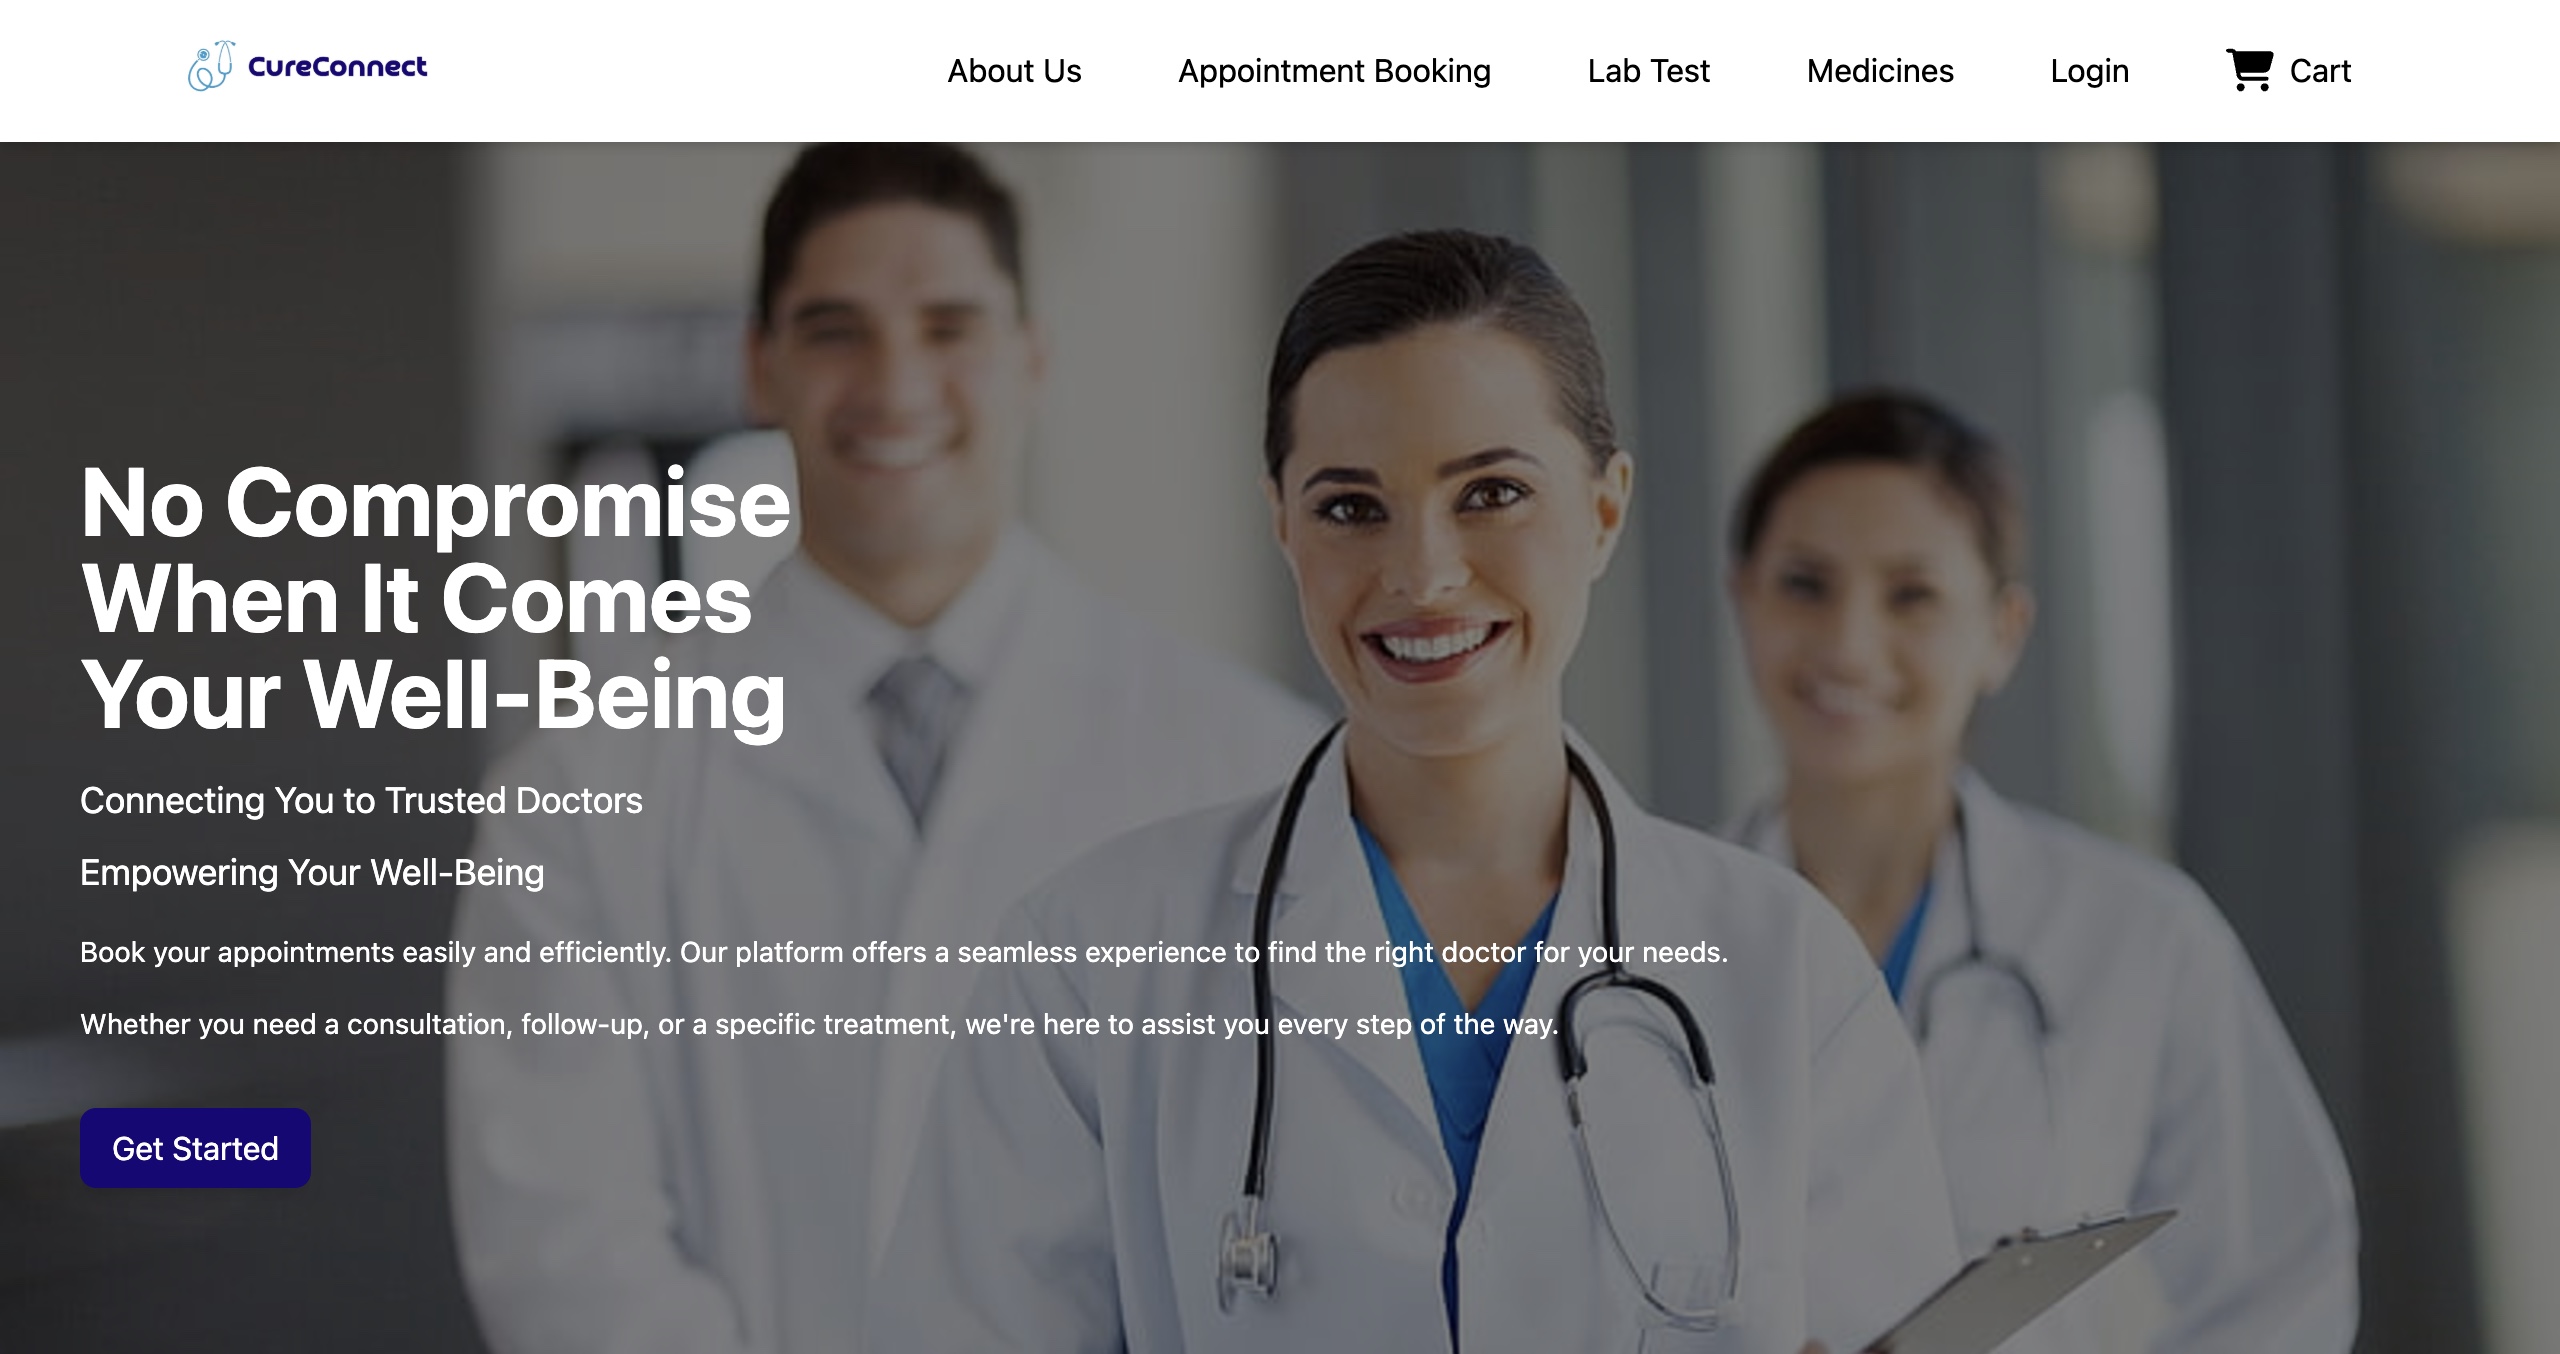 CureConnect
About Us
Appointment Booking
Lab Test
Medicines
Login
Cart
No Compromise
When It Comes
Your Well-Being
Connecting You to Trusted Doctors
Empowering Your Well-Being
Book your appointments easily and efficiently. Our platform offers a seamless experience to find the right doctor for your needs.
Whether you need a consultation, follow-up, or a specific treatment, we're here to assist you every step of the way.
Get Started